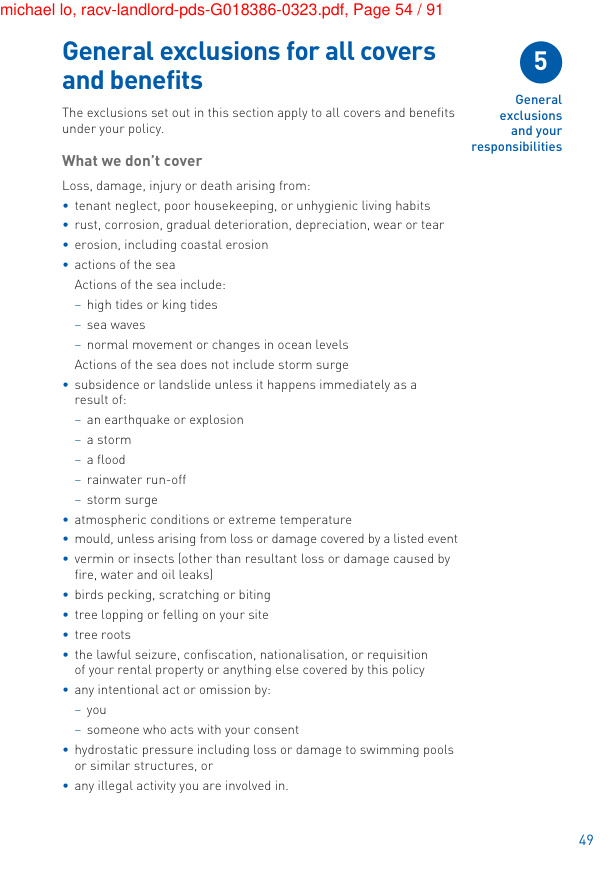 michael lo, racv-landlord-pds-G018386-0323.pdf, Page 54 / 91
General exclusions for all covers
and benefits
The exclusions set out in this section apply to all covers and benefits
under your policy.
5
General
exclusions
and your
responsibilities
What we don’t cover
Loss, damage, injury or death arising from:
• tenant neglect, poor housekeeping, or unhygienic living habits
• rust, corrosion, gradual deterioration, depreciation, wear or tear
• erosion, including coastal erosion
• actions of the sea
Actions of the sea include:
– high tides or king tides
– sea waves
– normal movement or changes in ocean levels
Actions of the sea does not include storm surge
• subsidence or landslide unless it happens immediately as a
result of:
– an earthquake or explosion
– a storm
– a flood
– rainwater run-off
– storm surge
• atmospheric conditions or extreme temperature
• mould, unless arising from loss or damage covered by a listed event
• vermin or insects (other than resultant loss or damage caused by
fire, water and oil leaks)
• birds pecking, scratching or biting
• tree lopping or felling on your site
• tree roots
• the lawful seizure, confiscation, nationalisation, or requisition
of your rental property or anything else covered by this policy
• any intentional act or omission by:
– you
– someone who acts with your consent
• hydrostatic pressure including loss or damage to swimming pools
or similar structures, or
• any illegal activity you are involved in.
49